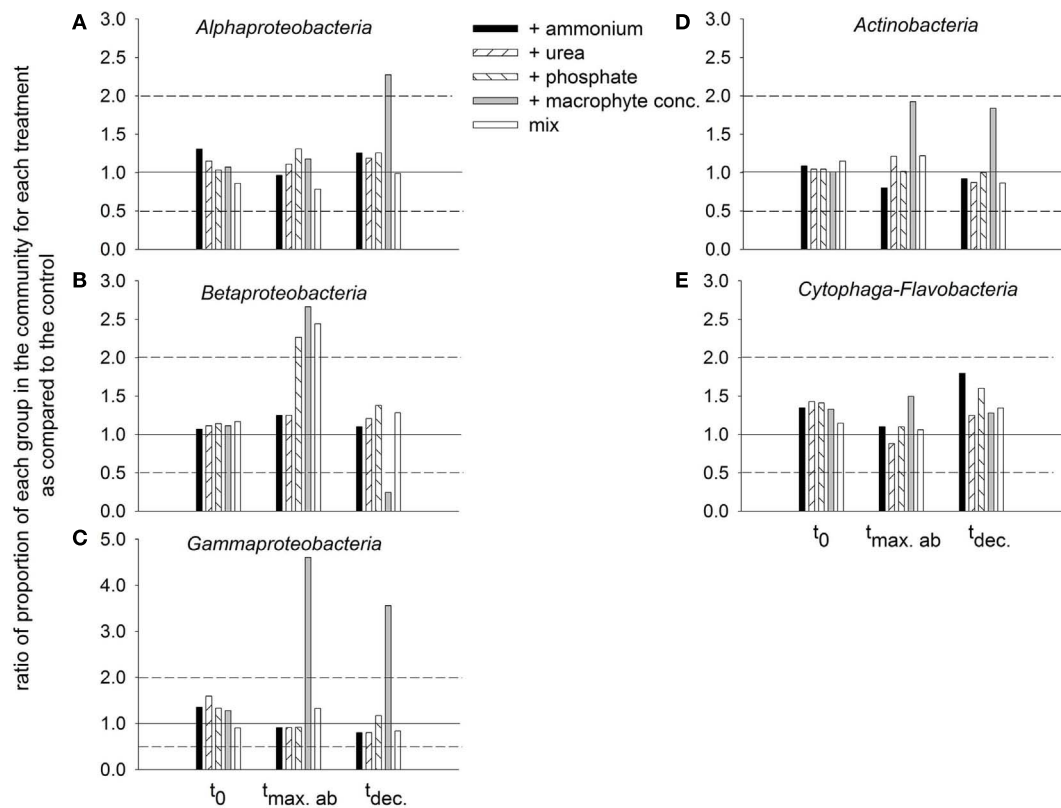 ratio of proportion of each group in the community for each treatment
as compared to the control
A
Alphaproteobacteria
3.0
2.5
2.0
1.5
1.0
0.5
0.0
+ ammonium
+ urea
+ phosphate
+ macrophyte conc.
mix
B
Betaproteobacteria
3.0
2.5
2.0
1.5
1.0
0.5
0.0
C
Gammaproteobacteria
5.0
4.0
3.0
2.0
1.0
0.0
t0 tmax. ab tdec.
D
Actinobacteria
3.0
2.5
2.0
1.5
1.0
0.5
0.0
E
Cytophaga-Flavobacteria
3.0
2.5
2.0
1.5
1.0
0.5
0.0
t0 tmax. ab tdec.